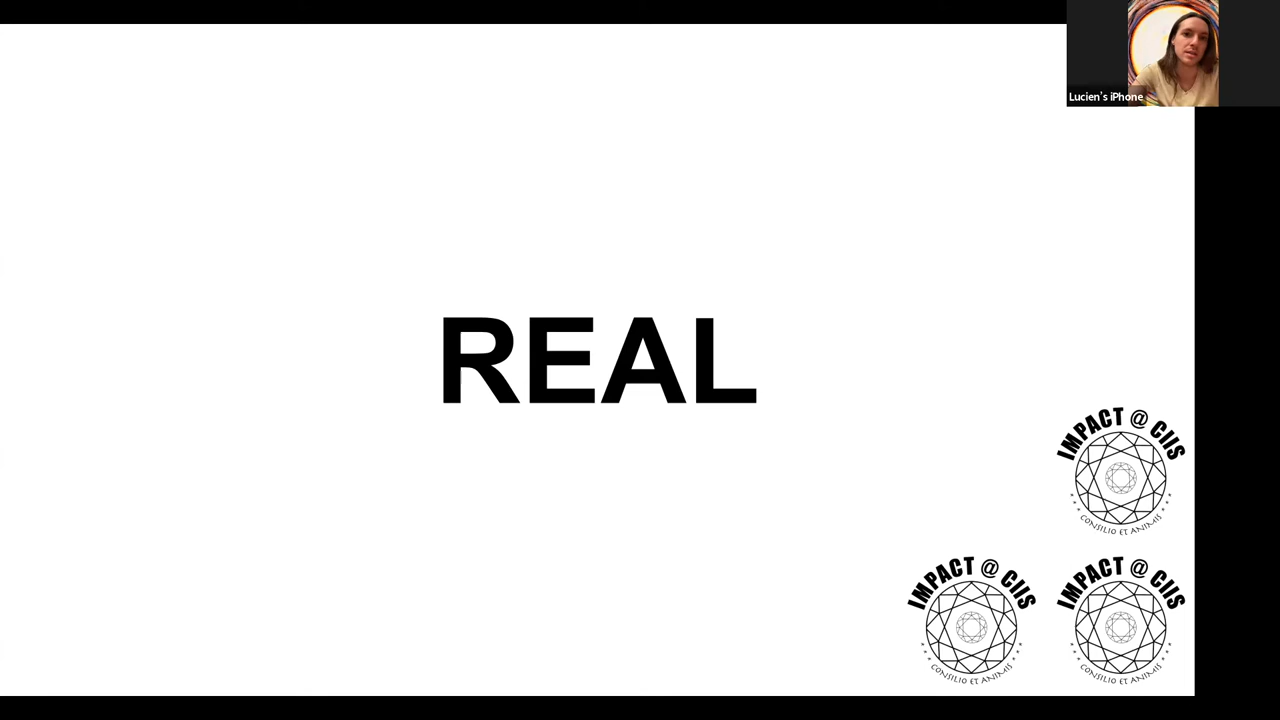 Lucien's iPhone
REAL
IMPACT @ CIIS
CONSILIO ET ANIMIS
IMPACT @ CIIS
CONSILIO ET ANIMIS
IMPACT @ CIIS
CONSILIO ET ANIMIS